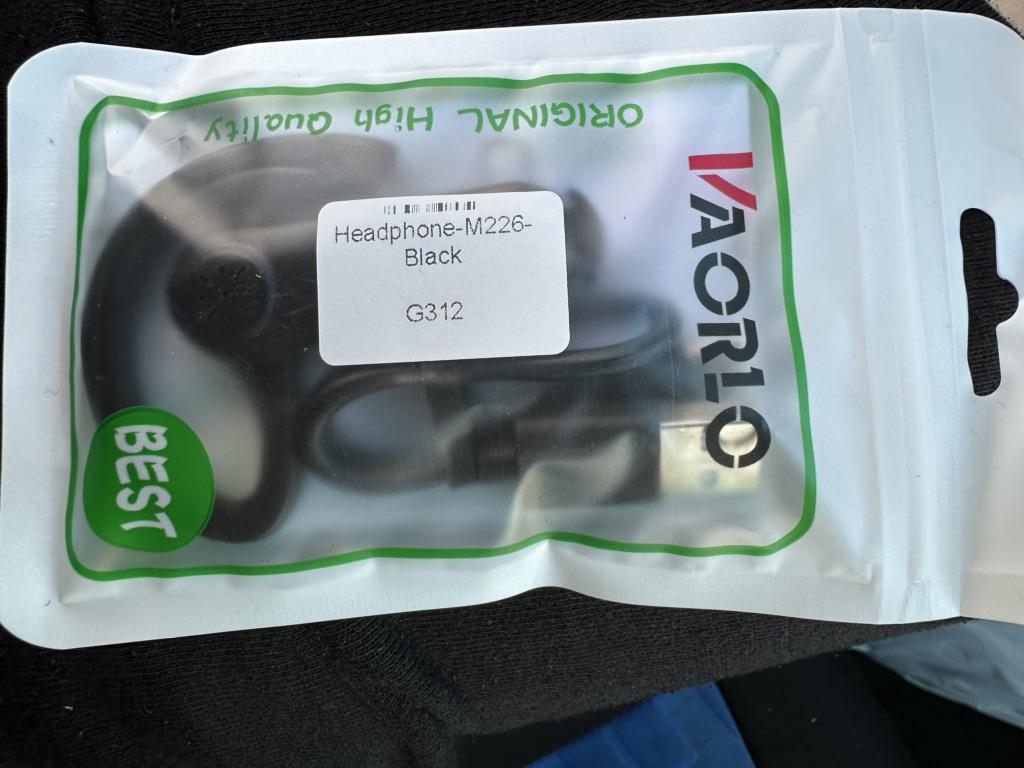 ORIGINAL High Quality
VAORLO
Headphone-M226-
Black
G312
BEST